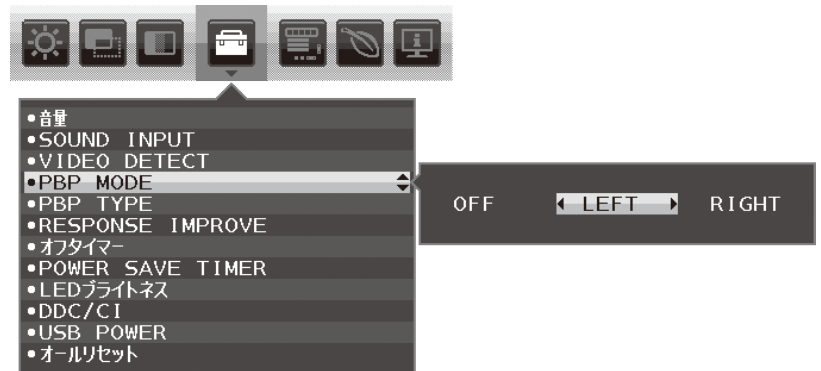 •音量
•SOUND INPUT
•VIDEO DETECT
•PBP MODE
•PBP TYPE
•RESPONSE IMPROVE
•オフタイマー
•POWER SAVE TIMER
•LEDブライトネス
•DDC/CI
•USB POWER
•オールリセット
OFF LEFT RIGHT